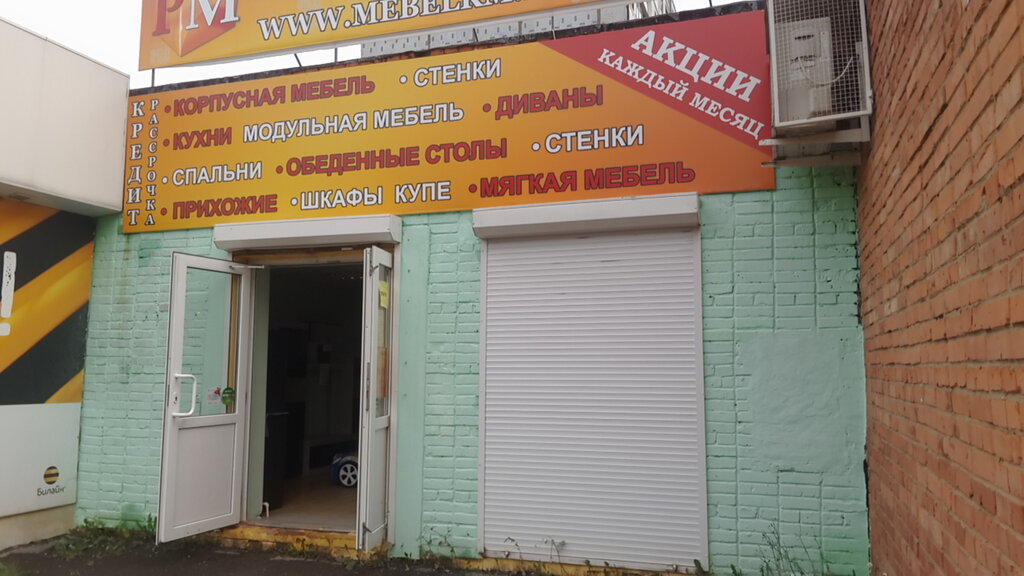 РМ
WWW.MEBELKM
КРЕДИТ
РАССРОЧКА
• КОРПУСНАЯ МЕБЕЛЬ • СТЕНКИ
• КУХНИ МОДУЛЬНАЯ МЕБЕЛЬ • ДИВАНЫ
• СПАЛЬНИ • ОБЕДЕННЫЕ СТОЛЫ • СТЕНКИ
• ПРИХОЖИЕ • ШКАФЫ КУПЕ • МЯГКАЯ МЕБЕЛЬ
АКЦИИ
КАЖДЫЙ МЕСЯЦ
!
Билайн